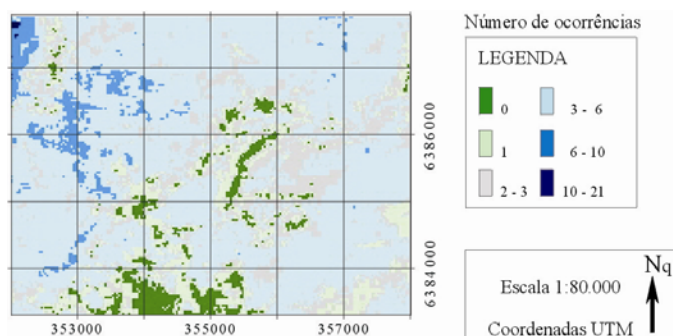 Número de ocorrências
LEGENDA
0
3 - 6
1
6 - 10
2 - 3
10 - 21
6386000
6384000
353000
355000
357000
Escala 1:80.000
Nq
Coordenadas UTM